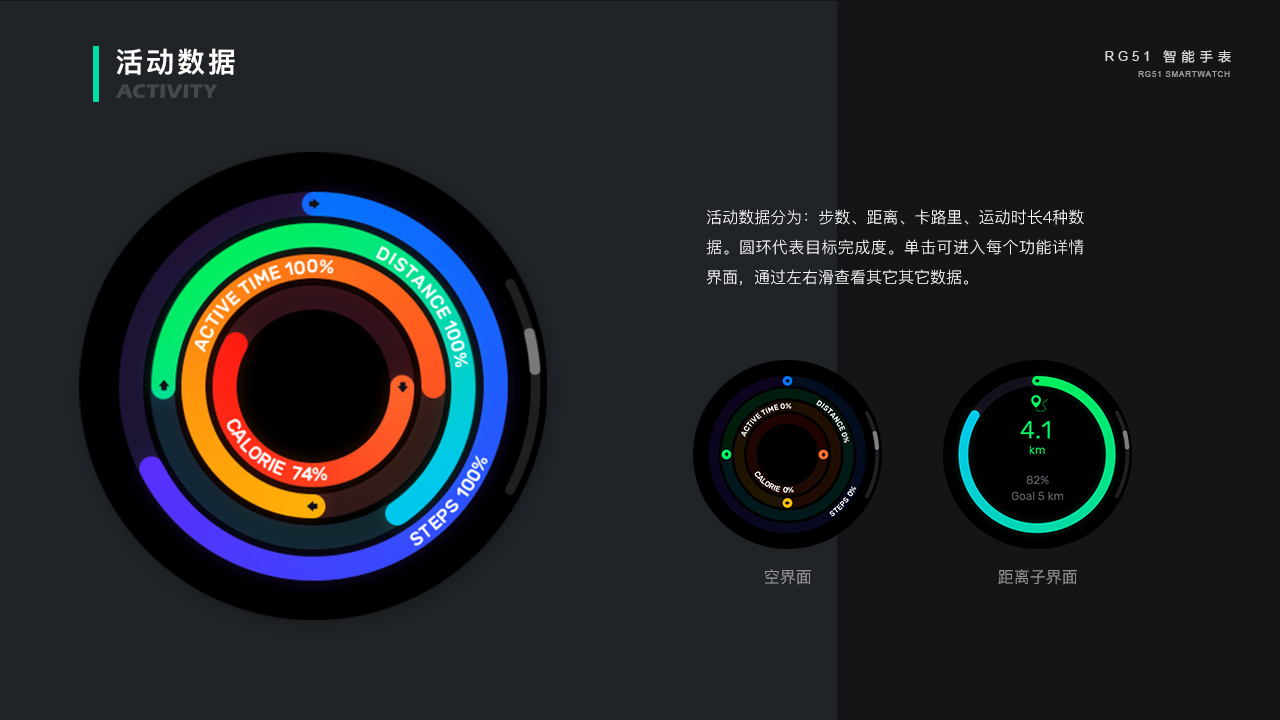 活动数据
ACTIVITY
RG51 智能手表
RG51 SMARTWATCH
DISTANCE 100%
ACTIVE TIME 100%
CALORIE 74%
STEPS 100%
活动数据分为：步数、距离、卡路里、运动时长4种数
据。圆环代表目标完成度。单击可进入每个功能详情
界面，通过左右滑查看其它其它数据。
ACTIVE TIME 0%
DISTANCE 0%
CALORIE 0%
STEPS 0%
空界面
4.1
km
82%
Goal 5 km
距离子界面